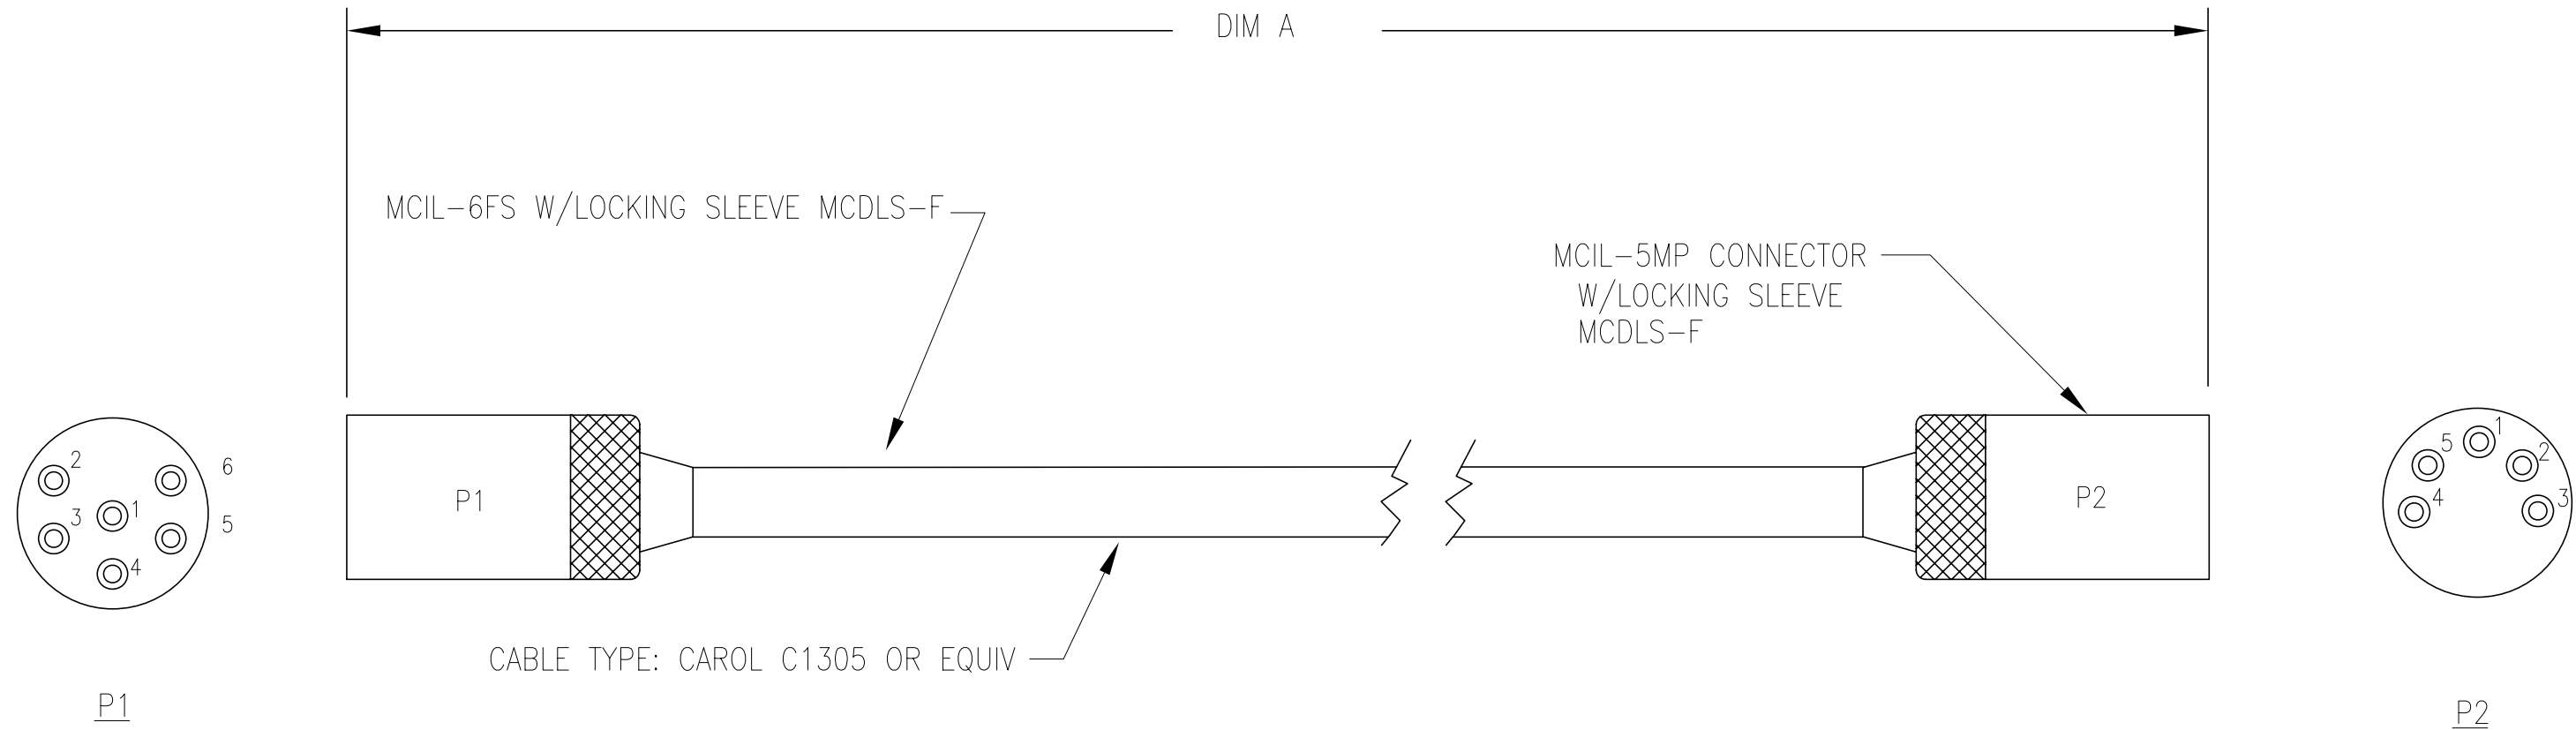 DIM A
MCIL-6FS W/LOCKING SLEEVE MCDLS-F
MCIL-5MP CONNECTOR
W/LOCKING SLEEVE
MCDLS-F
2
6
1
3
5
4
P1
P2
1
5
2
4
3
CABLE TYPE: CAROL C1305 OR EQUIV
P1
P2